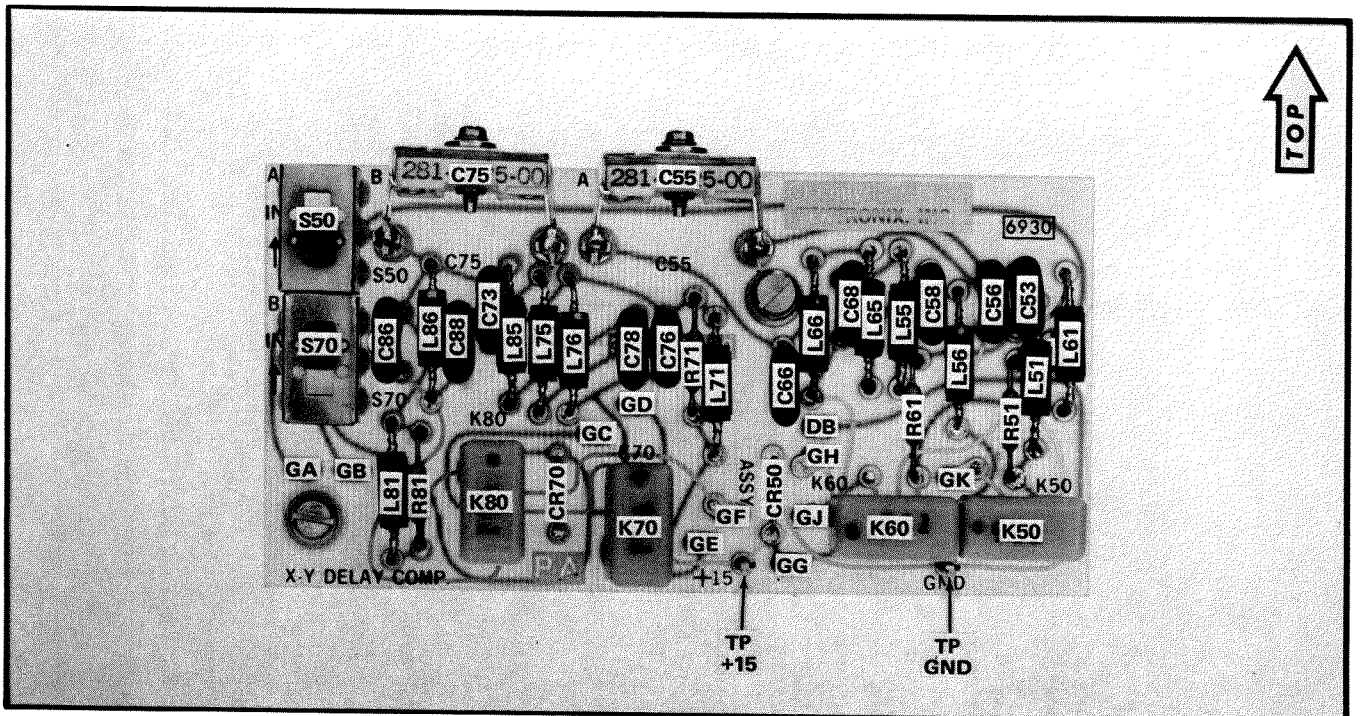 TOP
A
B
281- C75 5-00
A
281- C55 5-00
IN
S50
6930
S50
C75
C55
B
IN
S70
C86
L86
C88
C73
L85
L75
L76
C78
C76
R71
L71
C66
L66
C68
L65
L55
C58
L56
C56
C53
L51
L61
S70
K80
GD
GC
DB
R61
R51
GA
GB
L81
R81
K80
CR70
K70
ASSY
CR50
GH
K60
GK
K50
GF
GJ
K60
K50
GE
GG
X-Y DELAY COMP
+15
GND
TP
+15
TP
GND